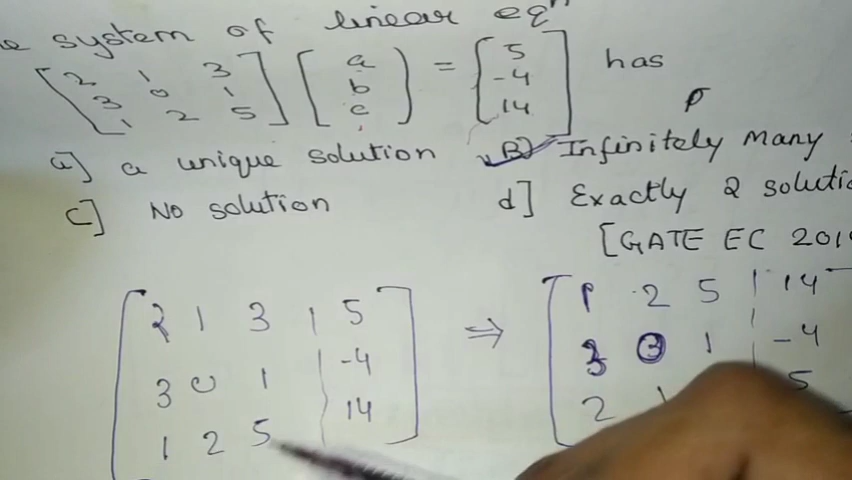 e system of linear eqn
[2 1 3] [a] = [5] has
[3 0 1] [b] [-4]
[1 2 5] [c] [14]
a] a unique solution B) Infinitely many
c] No solution d] Exactly 2 soluti
[GATE EC 201
[2 1 3 | 5] ⇒ [1 2 5 | 14
[3 0 1 | -4] 3 0 1 | -4
[1 2 5 | 14] 2 1 5